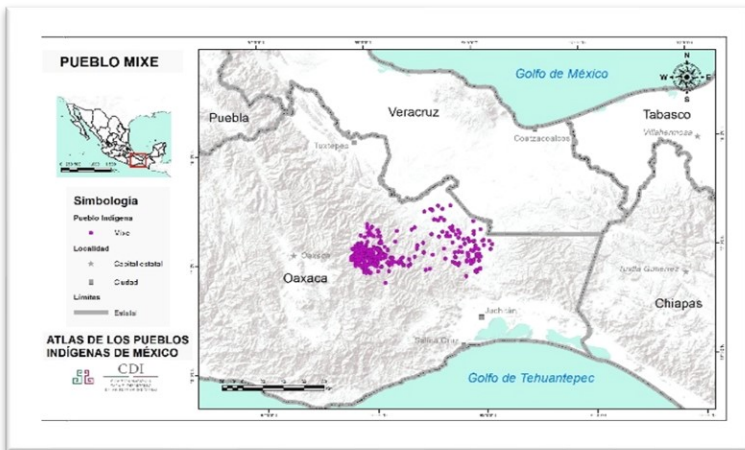 PUEBLO MIXE
Simbología
Pueblo Indígena
Mixe
Localidad
Capital estatal
Ciudad
Límites
Estatal
ATLAS DE LOS PUEBLOS
INDÍGENAS DE MÉXICO
CDI
Golfo de México
Puebla
Veracruz
Tabasco
Villahermosa
Coatzacoalcos
Tuxtepec
Oaxaca
Oaxaca
Tuxtla Gutiérrez
Chiapas
Juchitán
Salina Cruz
Golfo de Tehuantepec
N
W
E
S